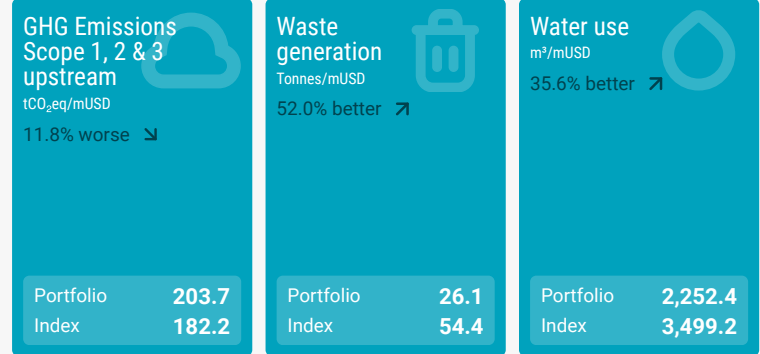 GHG Emissions
Scope 1, 2 & 3
upstream
tCO₂eq/mUSD
11.8% worse
Portfolio 203.7
Index 182.2
Waste
generation
Tonnes/mUSD
52.0% better
Portfolio 26.1
Index 54.4
Water use
m³/mUSD
35.6% better
Portfolio 2,252.4
Index 3,499.2